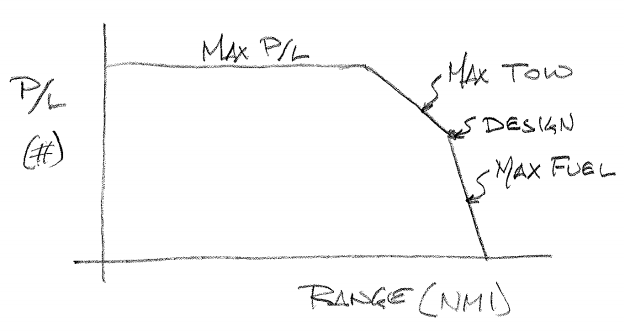 MAX P/L
MAX TOW
P/L
(#)
DESIGN
MAX FUEL
RANGE (NMI)